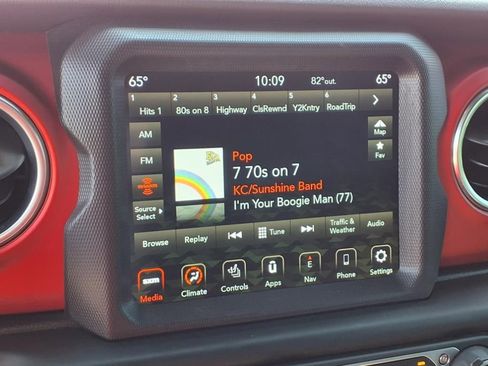 65° 10:09 82°out. 65°
1 2 3 4 5 6
Hits 1 80s on 8 Highway ClsRewnd Y2Kntry RoadTrip
AM
Map
FM
Fav
Pop
7 70s on 7
KC/Sunshine Band
I'm Your Boogie Man (77)
Source
Select
Browse Replay Tune Traffic & Weather Audio
Media Climate Controls Apps E Nav Phone Settings